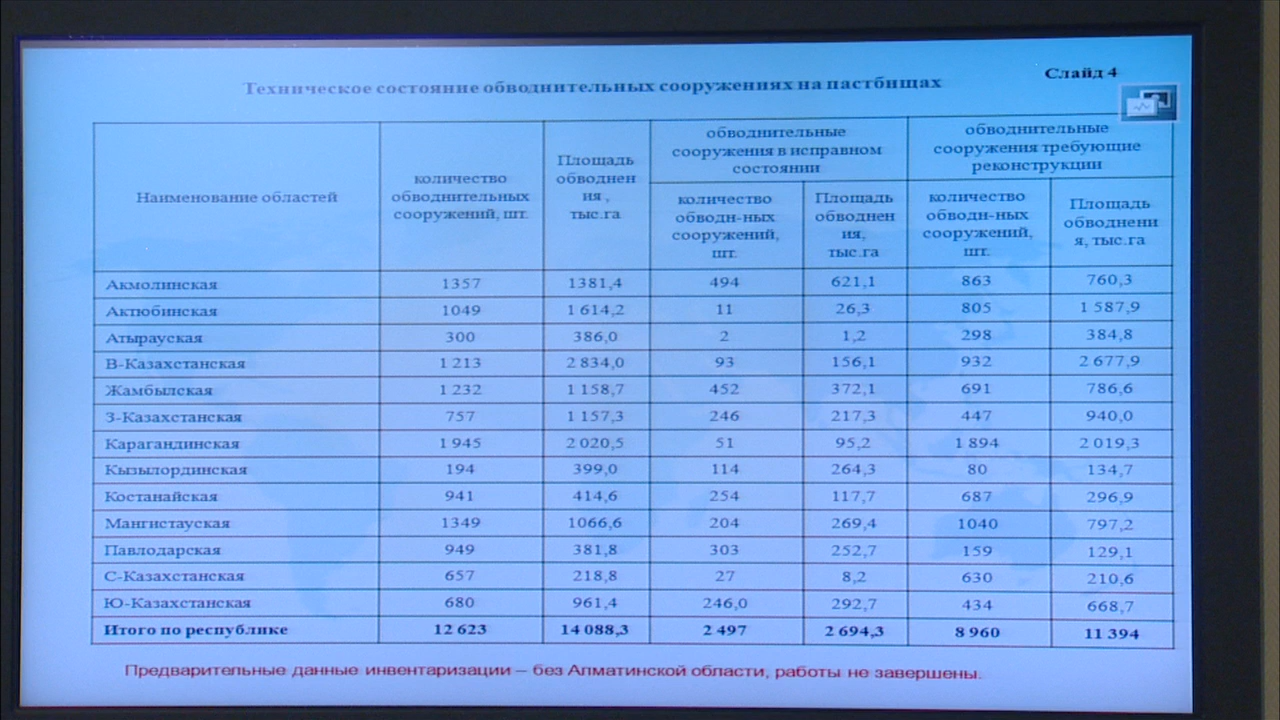 Слайд 4
Техническое состояние обводнительных сооружениях на пастбищах
Наименование областей
количество
обводнительных
сооружений, шт.
Площадь
обводнен
ия ,
тыс.га
обводнительные
сооружения в исправном
состоянии
обводнительные
сооружения требующие
реконструкции
количество
обводн-ных
сооружений,
шт.
Площадь
обводнен
ия,
тыс.га
количество
обводн-ных
сооружений,
шт.
Площадь
обводнени
я, тыс.га
Акмолинская 1357 1381,4 494 621,1 863 760,3
Актюбинская 1049 1 614,2 11 26,3 805 1 587,9
Атырауская 300 386,0 2 1,2 298 384,8
В-Казахстанская 1 213 2 834,0 93 156,1 932 2 677,9
Жамбылская 1 232 1 158,7 452 372,1 691 786,6
З-Казахстанская 757 1 157,3 246 217,3 447 940,0
Карагандинская 1 945 2 020,5 51 95,2 1 894 2 019,3
Кызылординская 194 399,0 114 264,3 80 134,7
Костанайская 941 414,6 254 117,7 687 296,9
Мангистауская 1349 1066,6 204 269,4 1040 797,2
Павлодарская 949 381,8 303 252,7 159 129,1
С-Казахстанская 657 218,8 27 8,2 630 210,6
Ю-Казахстанская 680 961,4 246,0 292,7 434 668,7
Итого по республике 12 623 14 088,3 2 497 2 694,3 8 960 11 394
Предварительные данные инвентаризации – без Алматинской области, работы не завершены.